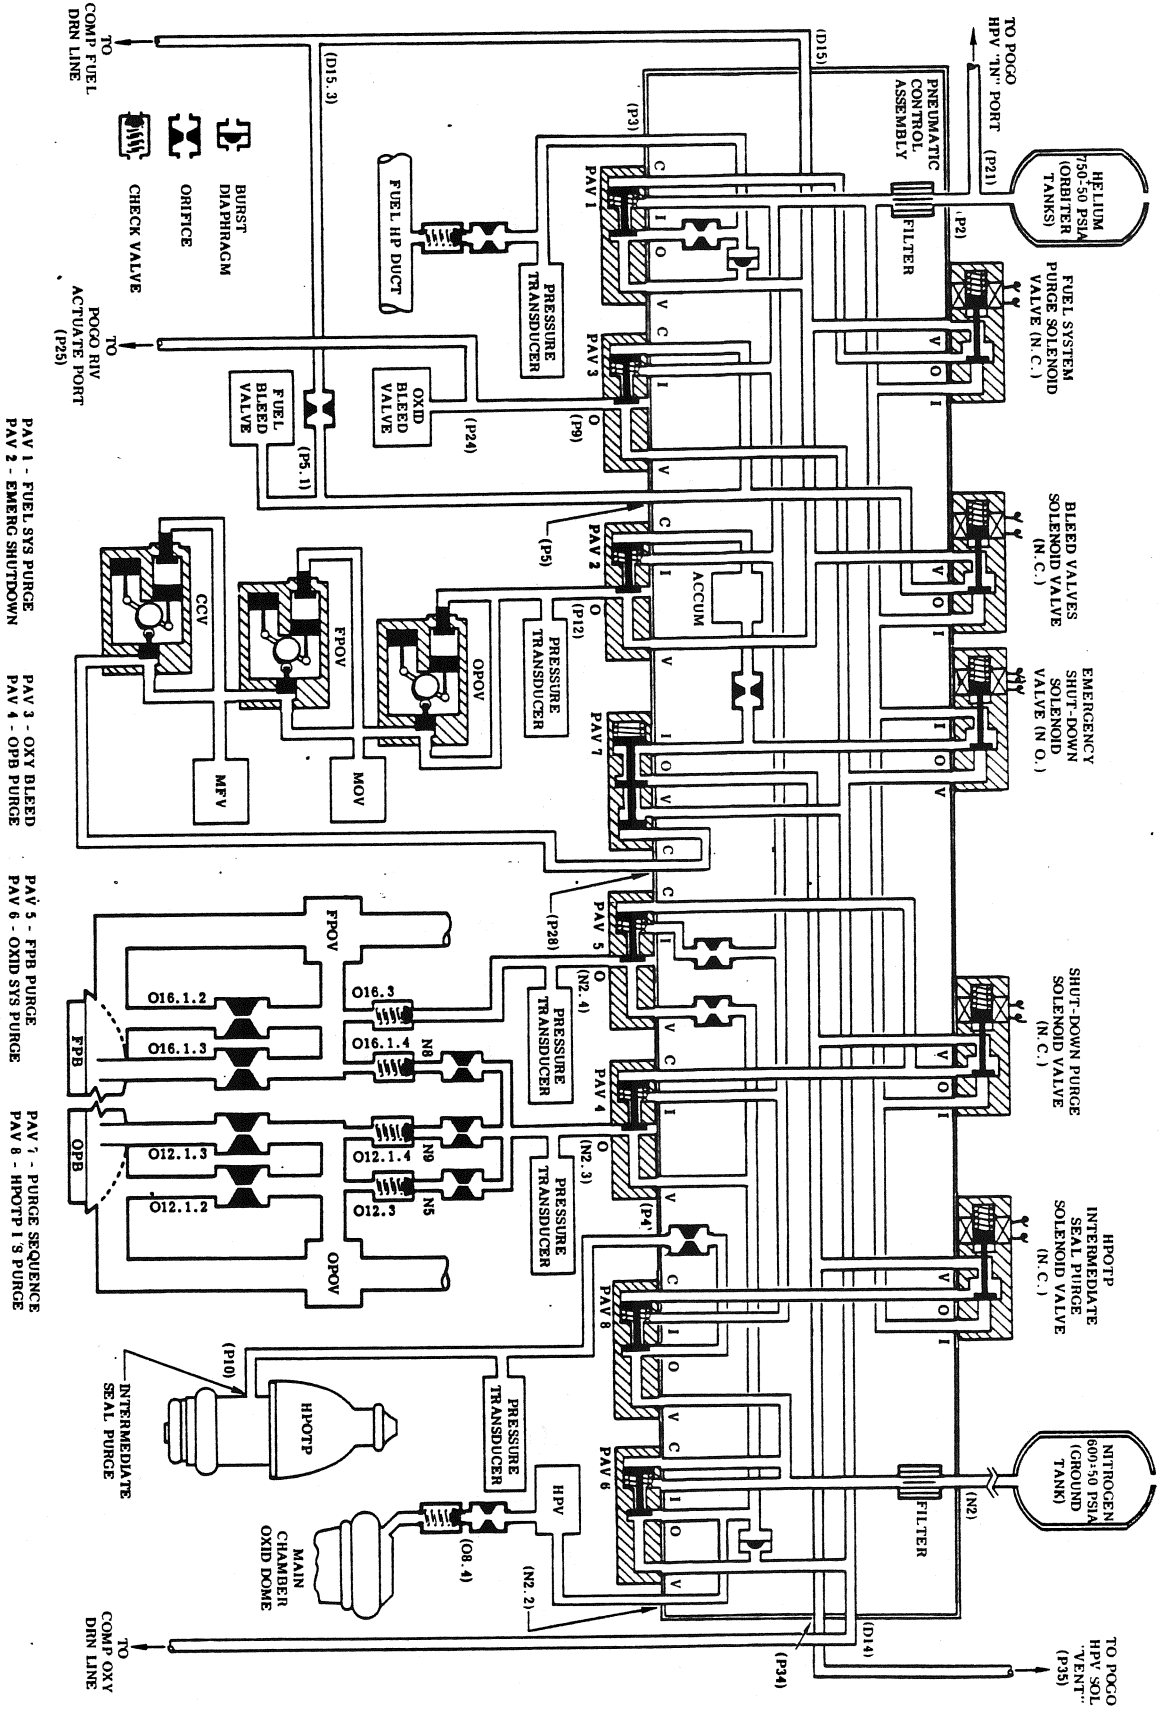 TO POGO
HPV "IN" PORT
(P21)
HELIUM
750-50 PSIA
(ORBITER
TANKS)
(P2)
FILTER
PNEUMATIC
CONTROL
ASSEMBLY
FUEL SYSTEM
PURGE SOLENOID
VALVE (N.C.)
V
O
I
BLEED VALVES
SOLENOID VALVE
(N.C.)
V
O
I
EMERGENCY
SHUT-DOWN
SOLENOID
VALVE (N O.)
I
O
V
SHUT-DOWN PURGE
SOLENOID VALVE
(N.C.)
V
O
I
HPOTP
INTERMEDIATE
SEAL PURGE
SOLENOID VALVE
(N.C.)
V
O
I
NITROGEN
600±50 PSIA
(GROUND
TANK)
(N2)
FILTER
TO POGO
HPV SOL
"VENT"
(P35)
(D15)
(P3)
C
PAV 1
I
O
V
C
PAV 3
I
O
V
(P9)
C
PAV 2
I
O
V
(P5)
(P12)
ACCUM
PAV 7
I
O
V
C
(P28)
C
PAV 5
I
O
V
(N2.4)
C
PAV 4
I
O
V
(N2.3)
(P4)
C
PAV 8
I
O
V
C
PAV 6
I
O
V
(N2.2)
(P34)
(D14)
TO
COMP FUEL
DRN LINE
(D15.3)
FUEL HP DUCT
PRESSURE
TRANSDUCER
BURST
DIAPHRAGM
ORIFICE
CHECK VALVE
TO
POGO RIV
ACTUATE PORT
(P25)
FUEL
BLEED
VALVE
OXID
BLEED
VALVE
(P24)
(P5.1)
PRESSURE
TRANSDUCER
CCV
FPOV
OPOV
MFV
MOV
PRESSURE
TRANSDUCER
PRESSURE
TRANSDUCER
FPOV
O16.3
O16.1.2
O16.1.3
O16.1.4
N8
FPB
OPB
O12.1.3
O12.1.4
N9
O12.1.2
O12.3
N5
OPOV
(P10)
INTERMEDIATE
SEAL PURGE
HPOTP
PRESSURE
TRANSDUCER
HPV
(O8.4)
MAIN
CHAMBER
OXID DOME
TO
COMP OXY
DRN LINE
PAV 1 - FUEL SYS PURGE
PAV 2 - EMERG SHUTDOWN
PAV 3 - OXY BLEED
PAV 4 - OPB PURGE
PAV 5 - FPB PURGE
PAV 6 - OXID SYS PURGE
PAV 7 - PURGE SEQUENCE
PAV 8 - HPOTP I'S PURGE